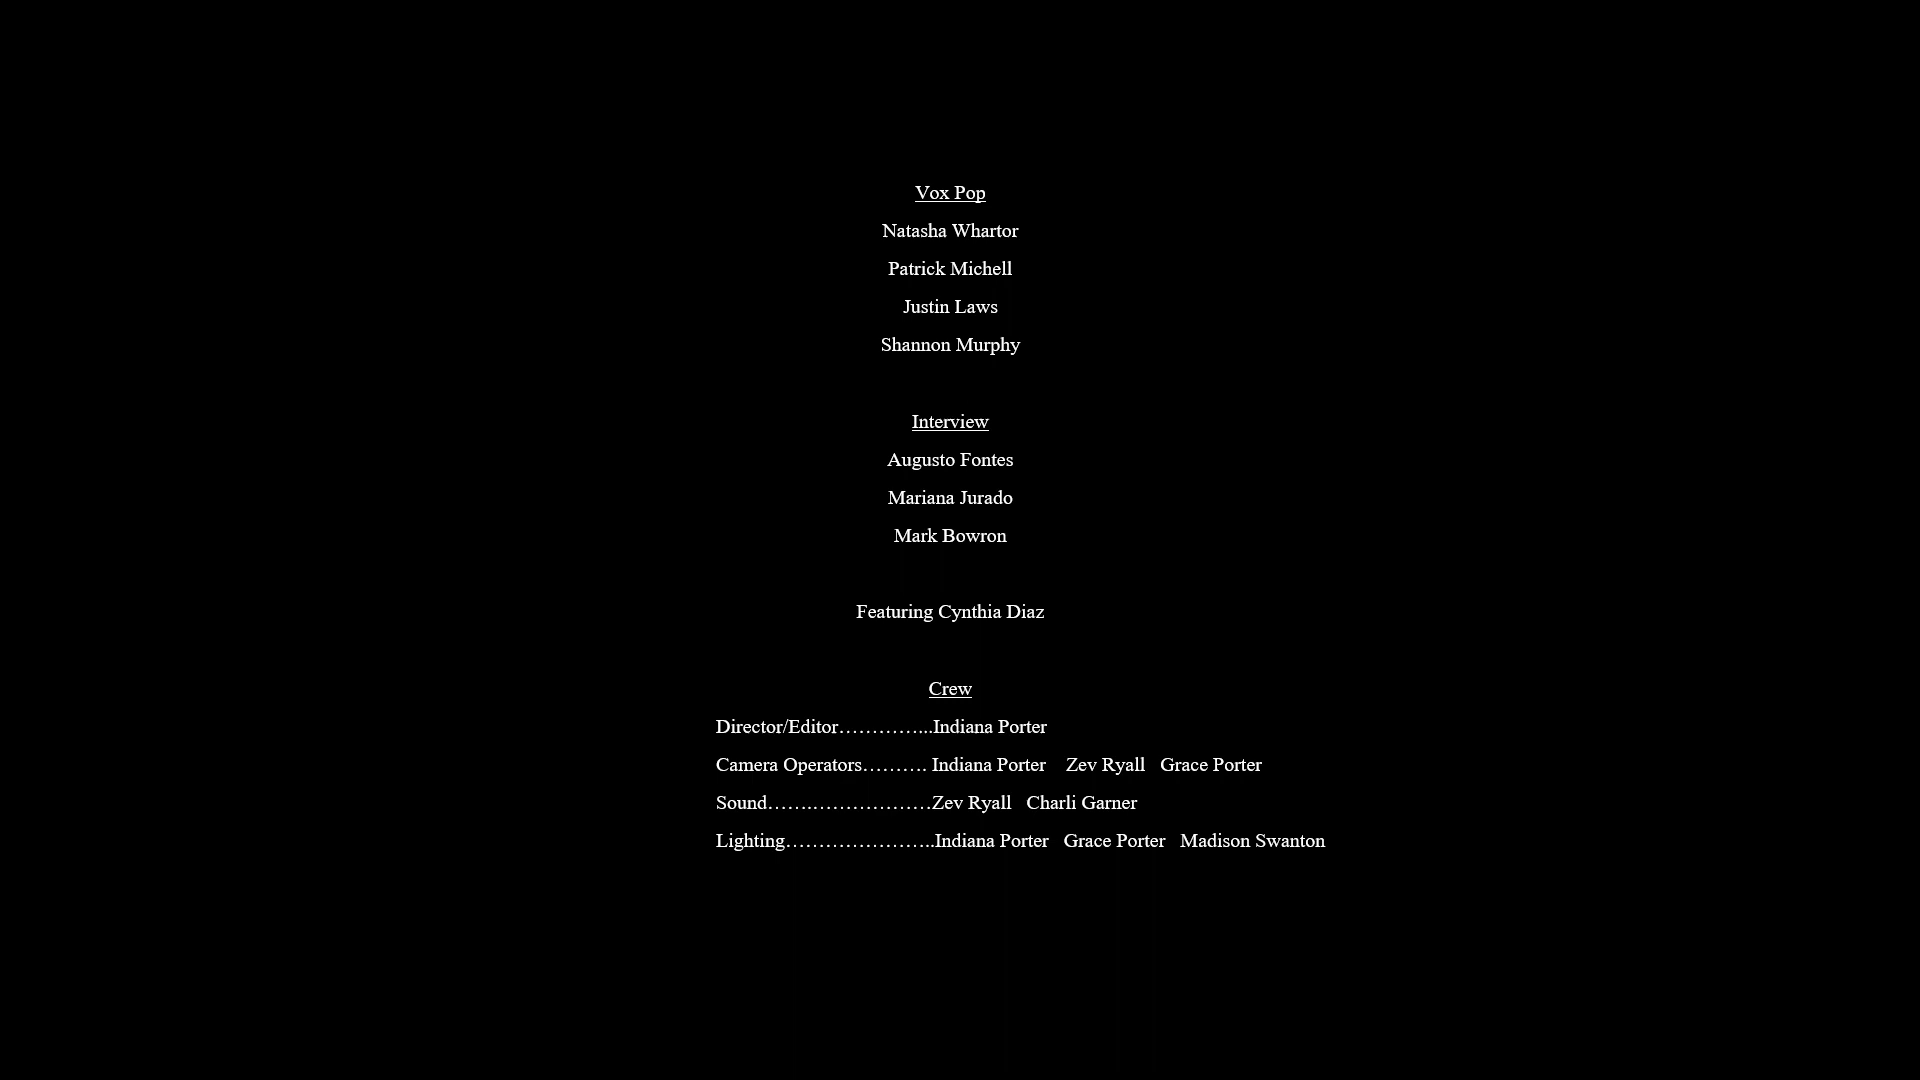 Vox Pop
Natasha Whartor
Patrick Michell
Justin Laws
Shannon Murphy
Interview
Augusto Fontes
Mariana Jurado
Mark Bowron
Featuring Cynthia Diaz
Crew
Director/Editor…………...Indiana Porter
Camera Operators………. Indiana Porter    Zev Ryall   Grace Porter
Sound…….………………Zev Ryall   Charli Garner
Lighting…………………..Indiana Porter   Grace Porter   Madison Swanton